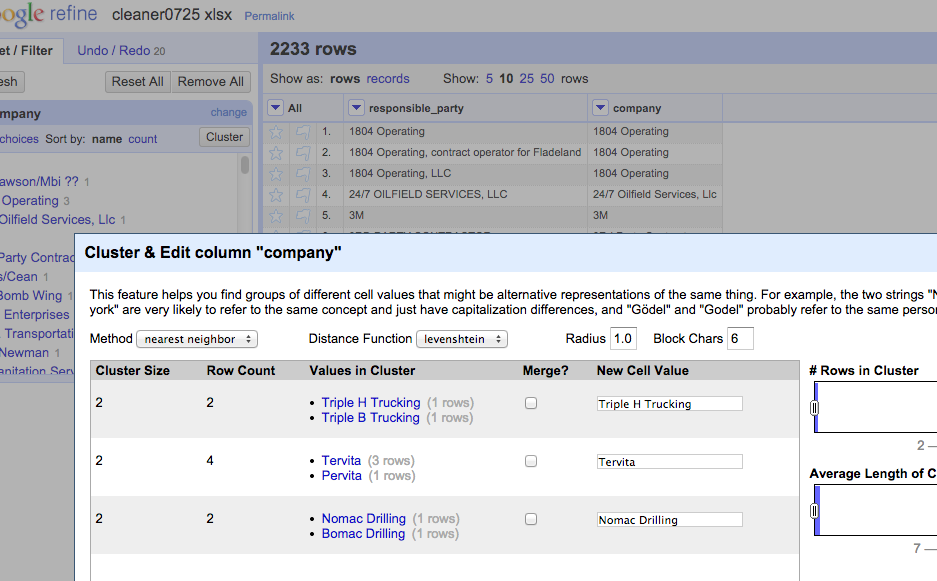 ogle refine cleaner0725 xlsx Permalink
et / Filter Undo / Redo 20
2233 rows
esh Reset All Remove All
Show as: rows records Show: 5 10 25 50 rows
mpany change
All responsible_party company
choices Sort by: name count Cluster
1. 1804 Operating 1804 Operating
2. 1804 Operating, contract operator for Fladeland 1804 Operating
3. 1804 Operating, LLC 1804 Operating
4. 24/7 OILFIELD SERVICES, LLC 24/7 Oilfield Services, Llc
5. 3M 3M
awson/Mbi ?? 1
Operating 3
Oilfield Services, Llc 1
Party Contrac
s/Cean 1
Bomb Wing 1
Enterprises
Transportati
Newman 1
anitation Serv
Cluster & Edit column "company"
This feature helps you find groups of different cell values that might be alternative representations of the same thing. For example, the two strings "N
york" are very likely to refer to the same concept and just have capitalization differences, and "Gödel" and "Godel" probably refer to the same perso
Method nearest neighbor Distance Function levenshtein Radius 1.0 Block Chars 6
Cluster Size Row Count Values in Cluster Merge? New Cell Value
2 2 • Triple H Trucking (1 rows) Triple H Trucking
• Triple B Trucking (1 rows)
2 4 • Tervita (3 rows) Tervita
• Pervita (1 rows)
2 2 • Nomac Drilling (1 rows) Nomac Drilling
• Bomac Drilling (1 rows)
# Rows in Cluster
2 —
Average Length of C
7 —